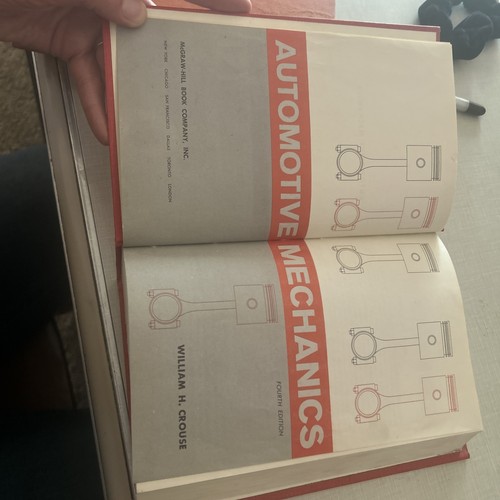 AUTOMOTIVE MECHANICS
FOURTH EDITION
WILLIAM H. CROUSE
McGRAW-HILL BOOK COMPANY, INC.
NEW YORK CHICAGO SAN FRANCISCO DALLAS TORONTO LONDON